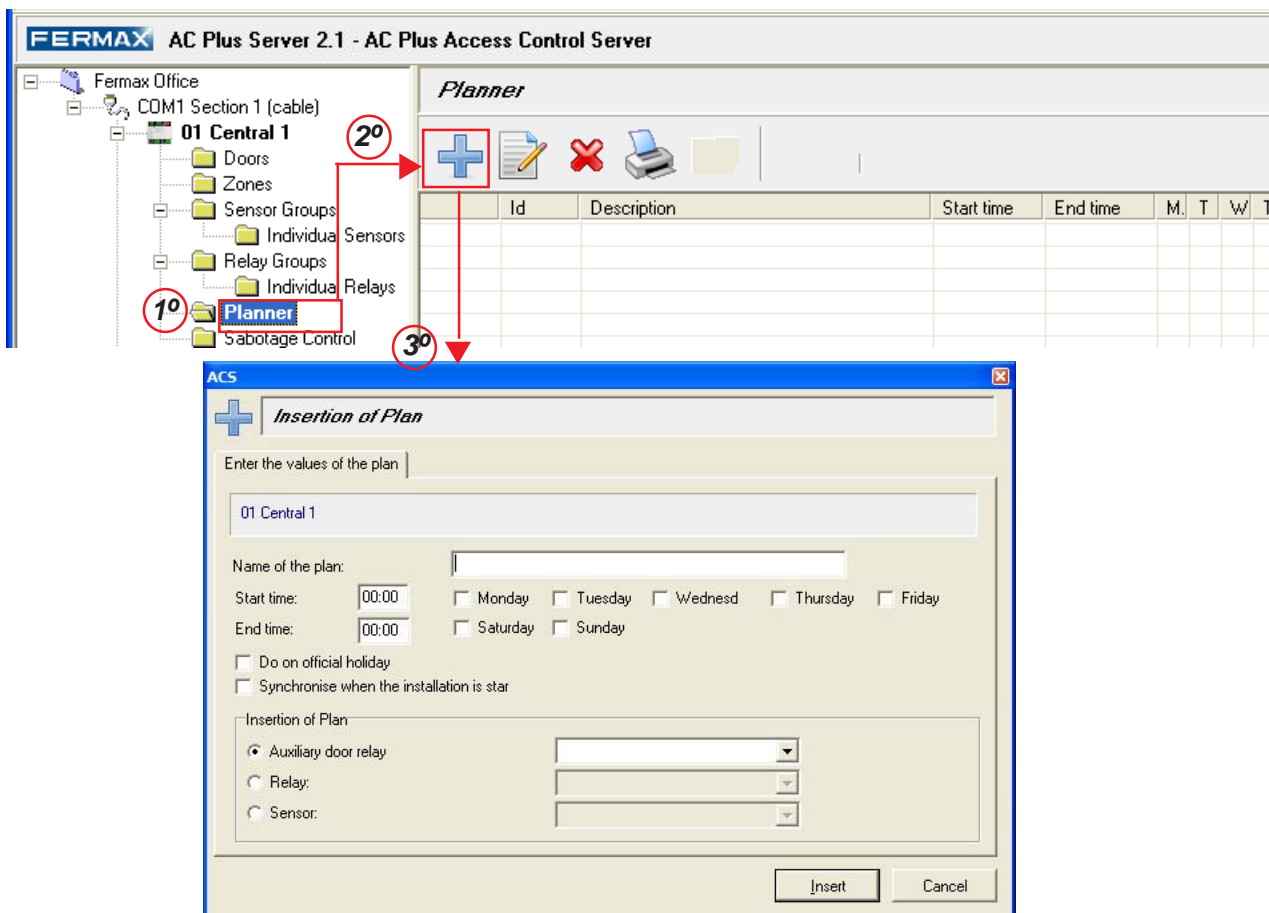 FERMAX AC Plus Server 2.1 - AC Plus Access Control Server
Fermax Office
COM1 Section 1 (cable)
01 Central 1
Doors
Zones
Sensor Groups
Individual Sensors
Relay Groups
Individual Relays
1º Planner
Sabotage Control
Planner
2º
Id Description Start time End time M. T W T
3º
ACS
Insertion of Plan
Enter the values of the plan
01 Central 1
Name of the plan:
Start time: 00:00 Monday Tuesday Wednesd Thursday Friday
End time: 00:00 Saturday Sunday
Do on official holiday
Synchronise when the installation is star
Insertion of Plan
Auxiliary door relay
Relay:
Sensor:
Insert Cancel